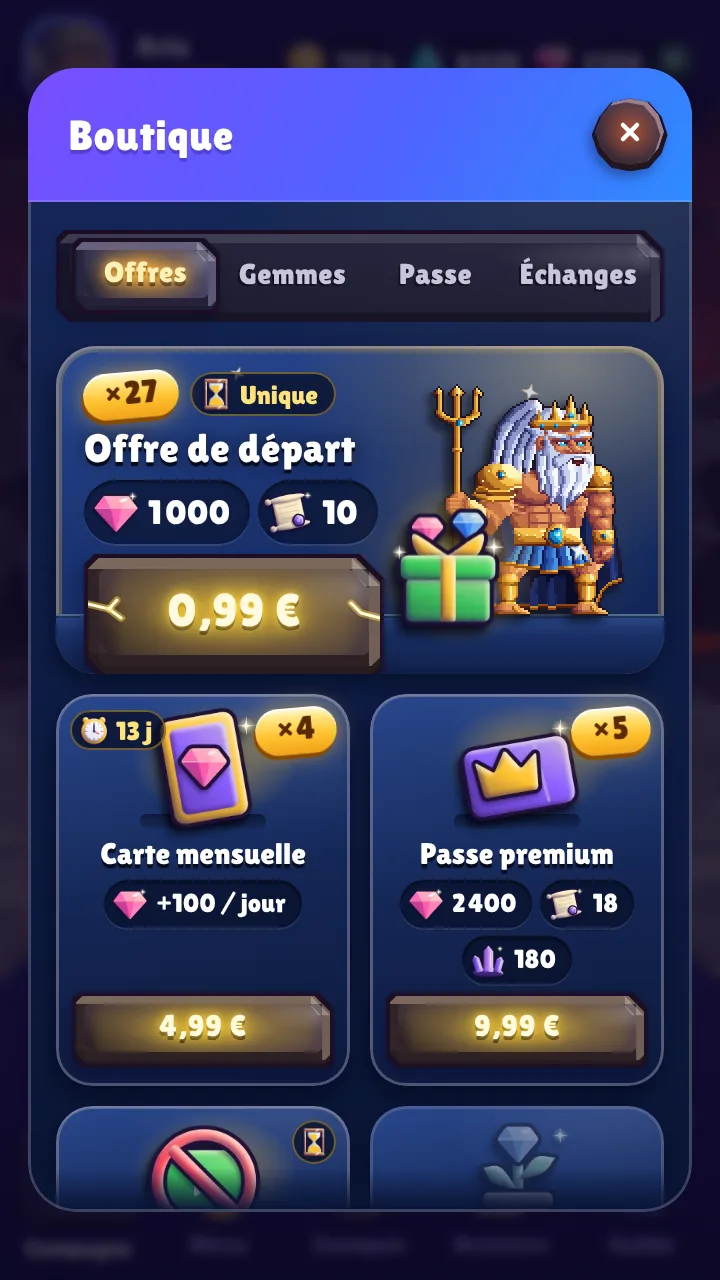 Boutique
Offres Gemmes Passe Échanges
×27 Unique
Offre de départ
1000 10
0,99 €
13 j ×4
Carte mensuelle
+100 / jour
4,99 €
×5
Passe premium
2400 18
180
9,99 €